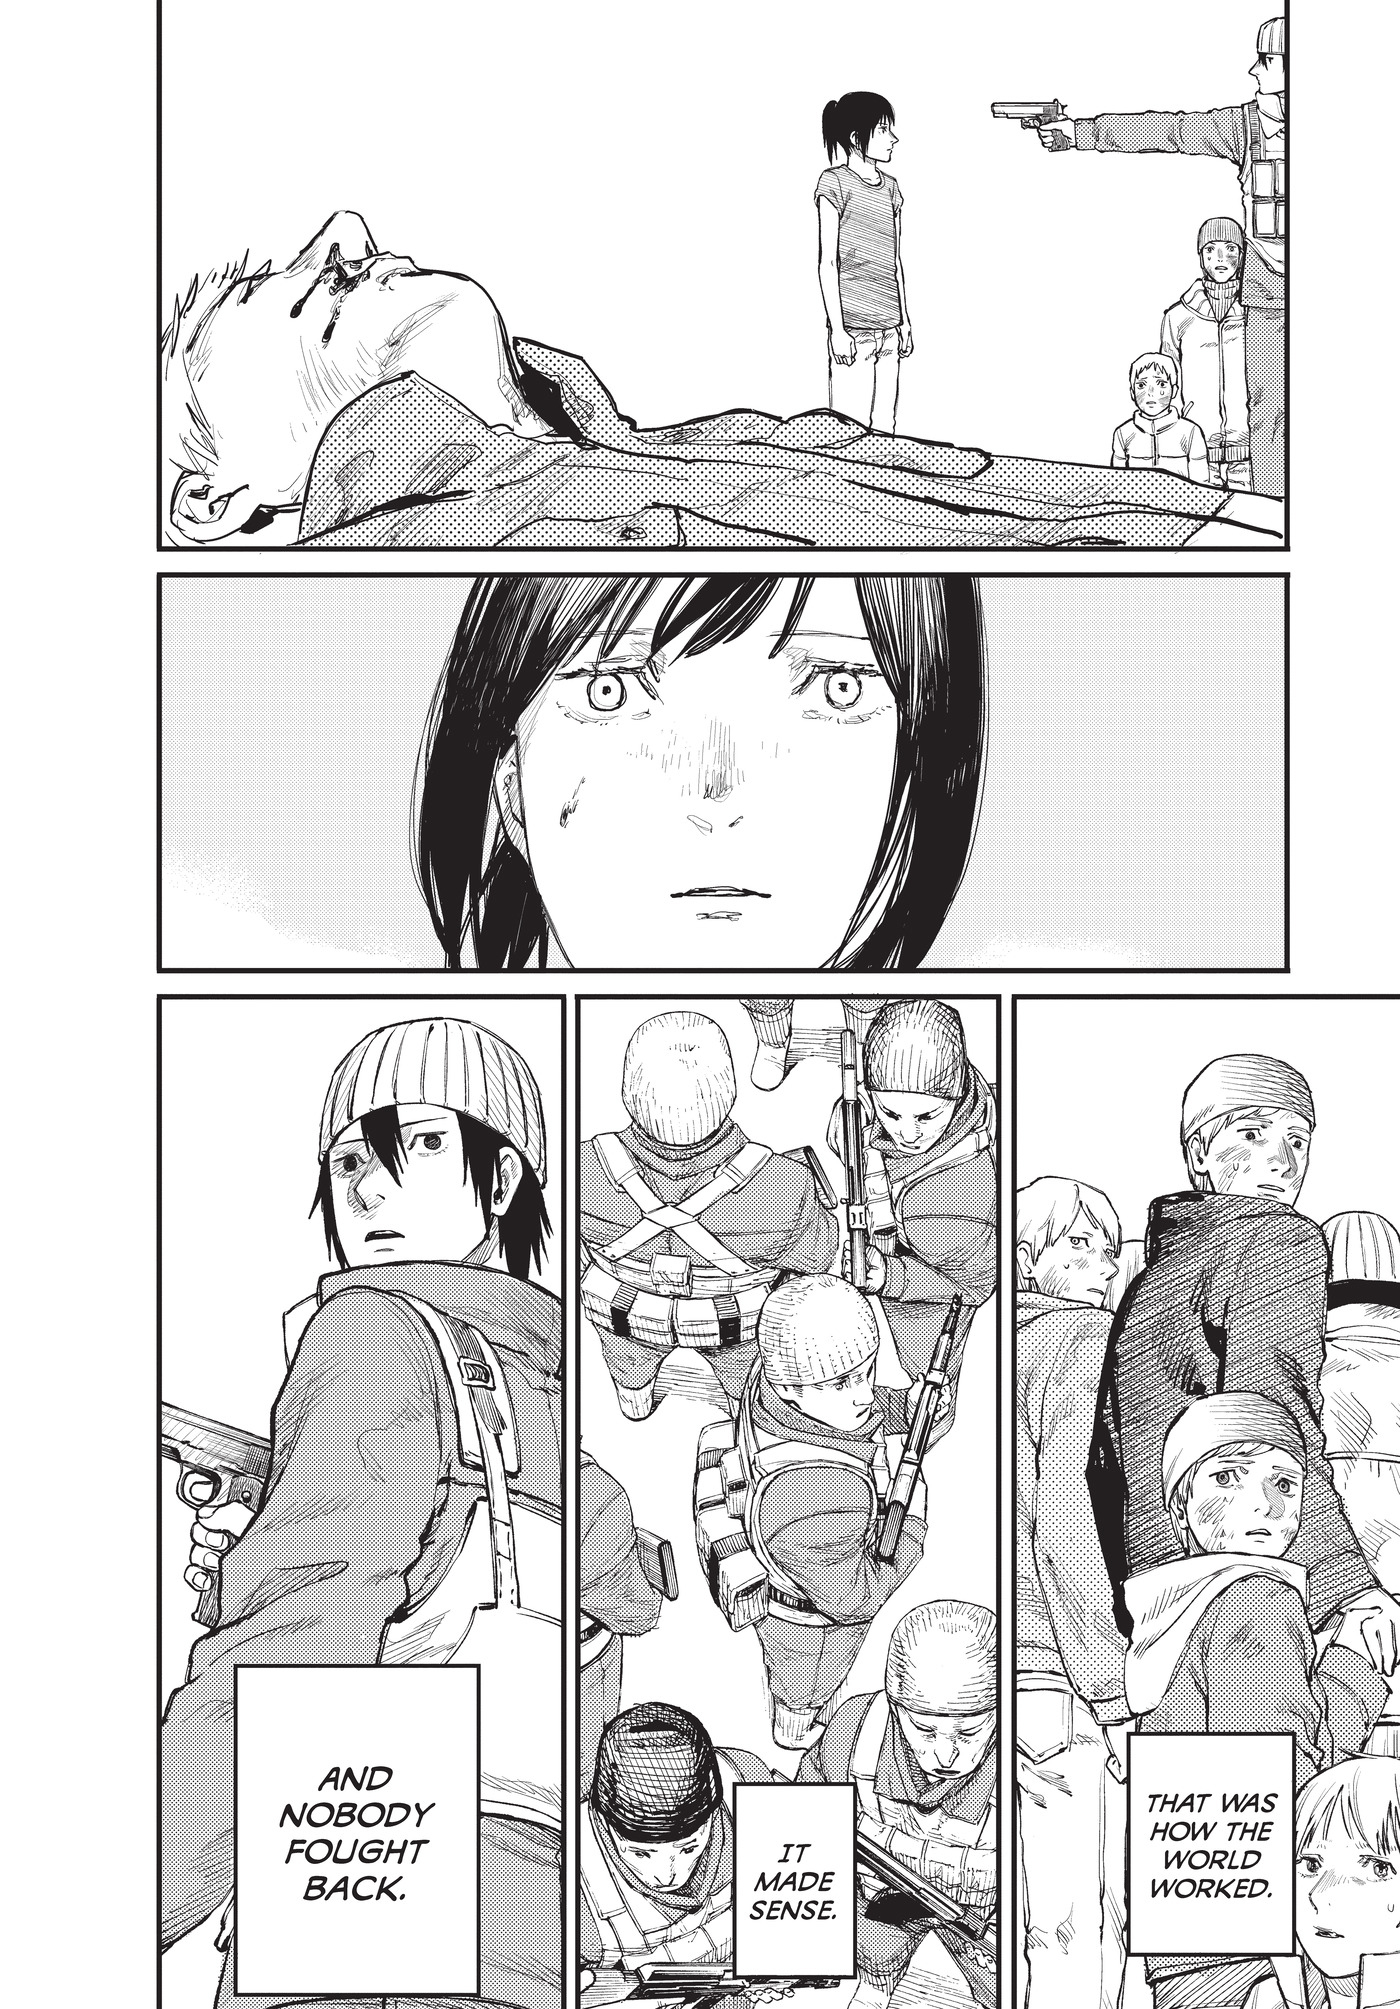 THAT WAS
HOW THE
WORLD
WORKED.
IT
MADE
SENSE.
AND
NOBODY
FOUGHT
BACK.